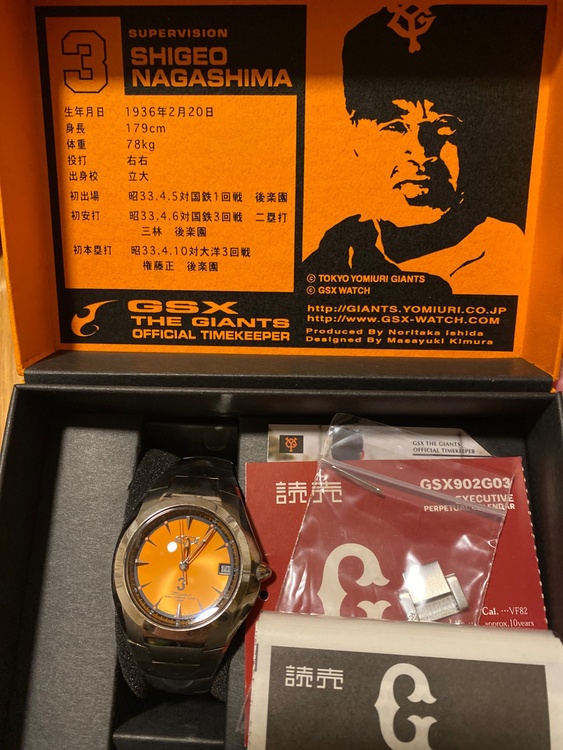 3
SUPERVISION
SHIGEO
NAGASHIMA
生年月日 1936年2月20日
身長 179cm
体重 78kg
投打 右右
出身校 立大
初出場 昭33.4.5対国鉄1回戦 後楽園
初安打 昭33.4.6対国鉄3回戦 二塁打
三林 後楽園
初本塁打 昭33.4.10対大洋3回戦
権藤正 後楽園
GSX
THE GIANTS
OFFICIAL TIMEKEEPER
© TOKYO YOMIURI GIANTS
© GSX WATCH
http://GIANTS.YOMIURI.CO.JP
http://www.GSX-WATCH.COM
Produced By Noritaka Ishida
Designed By Masayuki Kimura
GSX THE GIANTS
OFFICIAL TIMEKEEPER
読売
GSX902G03
EXECUTIVE
PERPETUAL CALENDAR
G
Cal. …VF82
approx.10years
3
読売
G